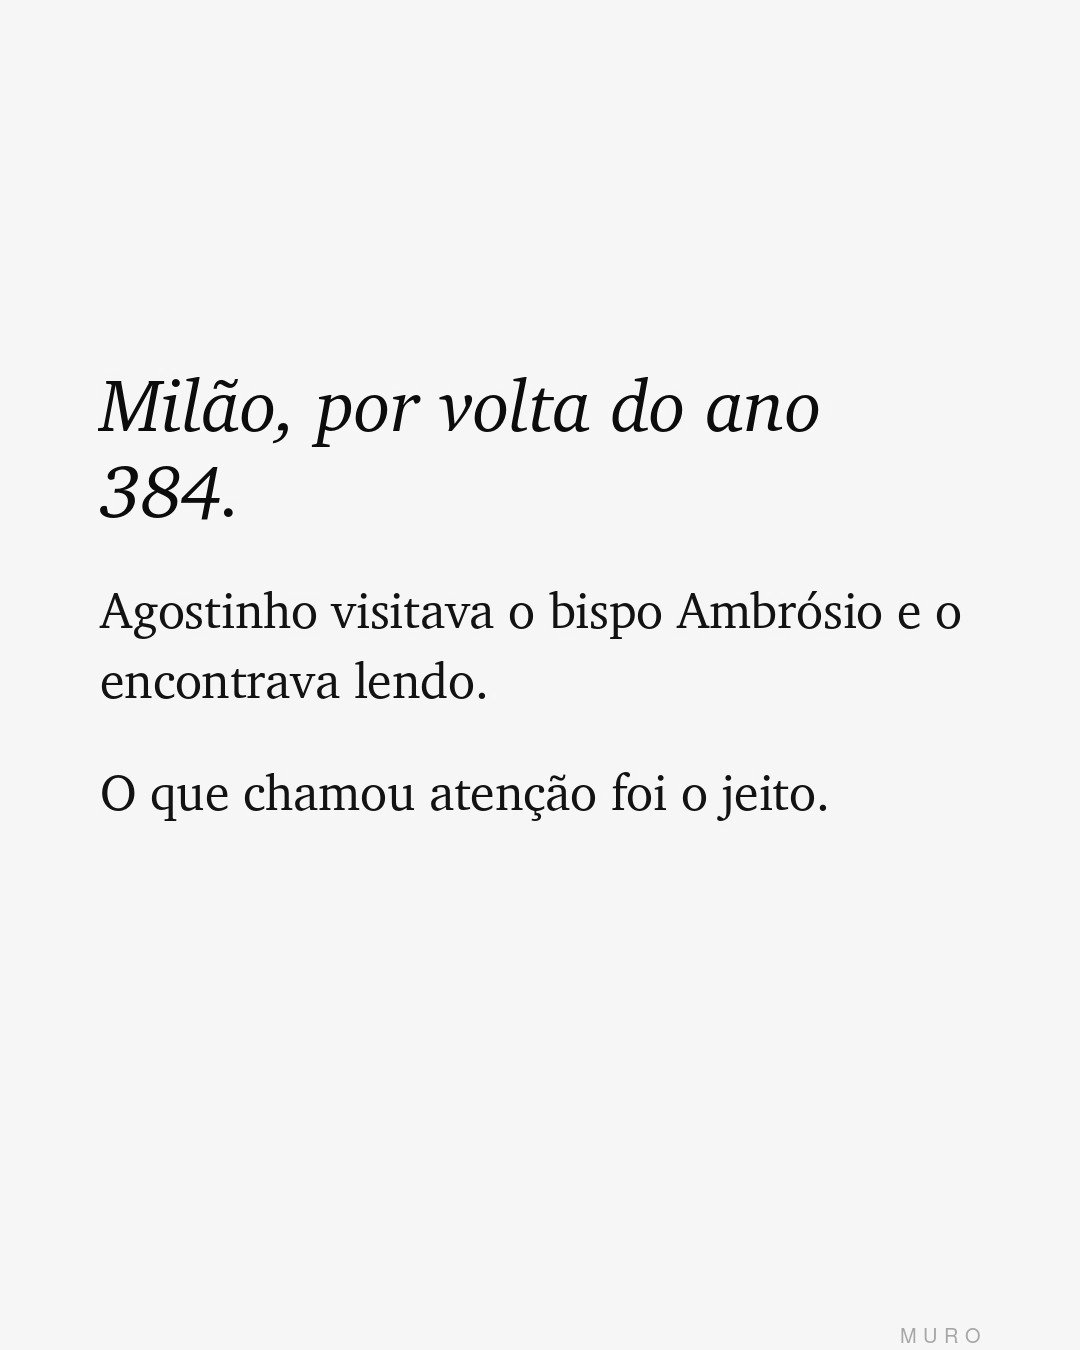 Milão, por volta do ano
384.
Agostinho visitava o bispo Ambrósio e o
encontrava lendo.
O que chamou atenção foi o jeito.
MURO